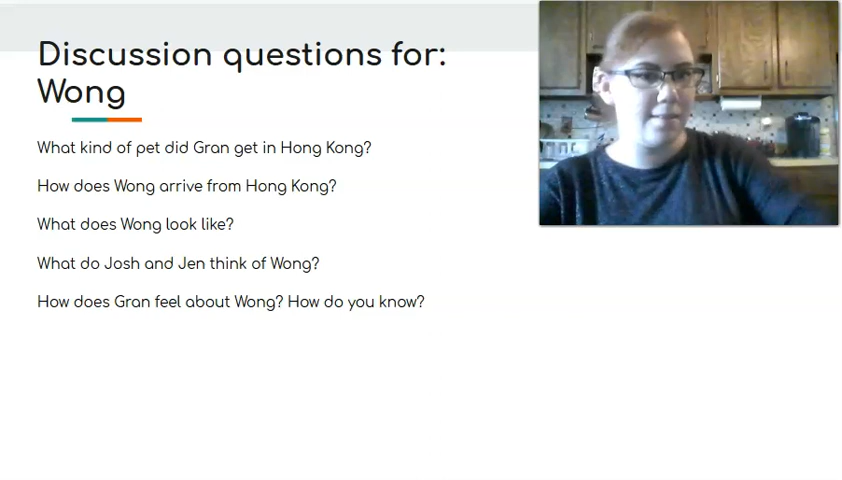 Discussion questions for:
Wong
What kind of pet did Gran get in Hong Kong?
How does Wong arrive from Hong Kong?
What does Wong look like?
What do Josh and Jen think of Wong?
How does Gran feel about Wong? How do you know?